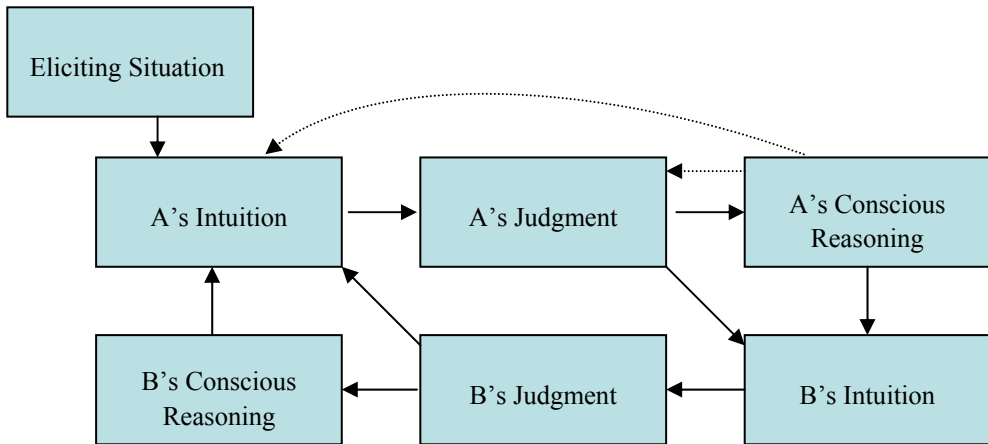 Eliciting Situation
A’s Intuition
A’s Judgment
A’s Conscious
Reasoning
B’s Conscious
Reasoning
B’s Judgment
B’s Intuition